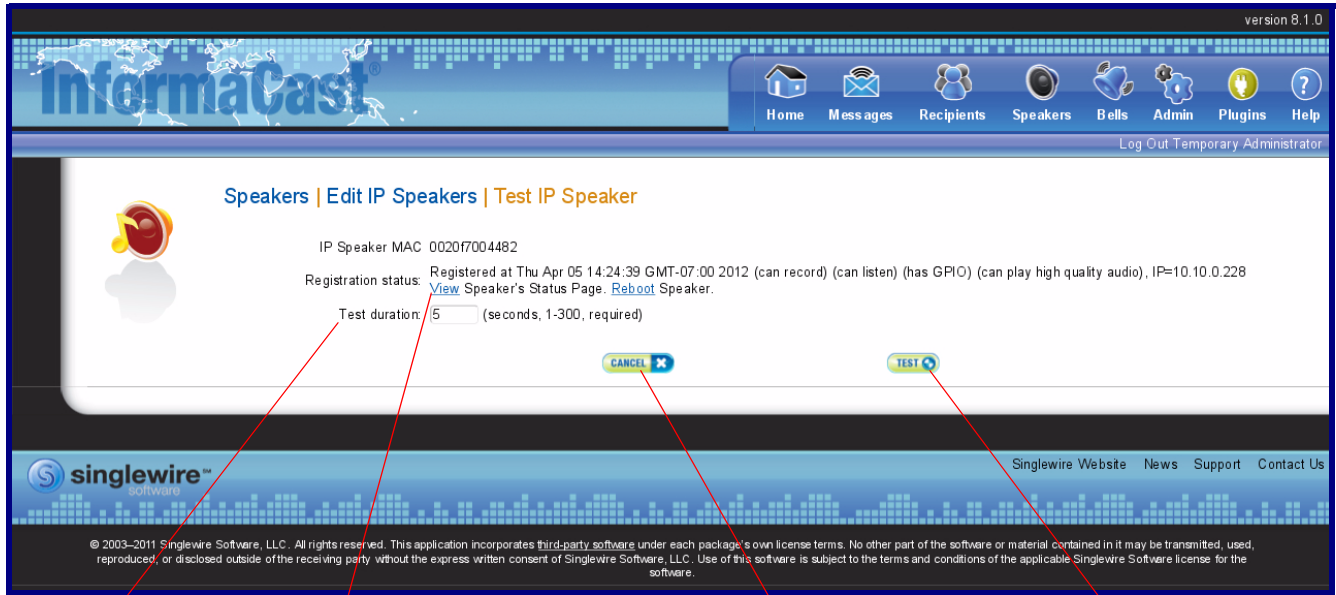 version 8.1.0
InformaCast®
Home Messages Recipients Speakers Bells Admin Plugins Help
Log Out Temporary Administrator
Speakers | Edit IP Speakers | Test IP Speaker
IP Speaker MAC 0020f7004482
Registration status: Registered at Thu Apr 05 14:24:39 GMT-07:00 2012 (can record) (can listen) (has GPIO) (can play high quality audio), IP=10.10.0.228
View Speaker's Status Page. Reboot Speaker.
Test duration: 5 (seconds, 1-300, required)
CANCEL TEST
Singlewire Website News Support Contact Us
singlewire℠
software
© 2003–2011 Singlewire Software, LLC. All rights reserved. This application incorporates third-party software under each package's own license terms. No other part of the software or material contained in it may be transmitted, used,
reproduced, or disclosed outside of the receiving party without the express written consent of Singlewire Software, LLC. Use of this software is subject to the terms and conditions of the applicable Singlewire Software license for the
software.